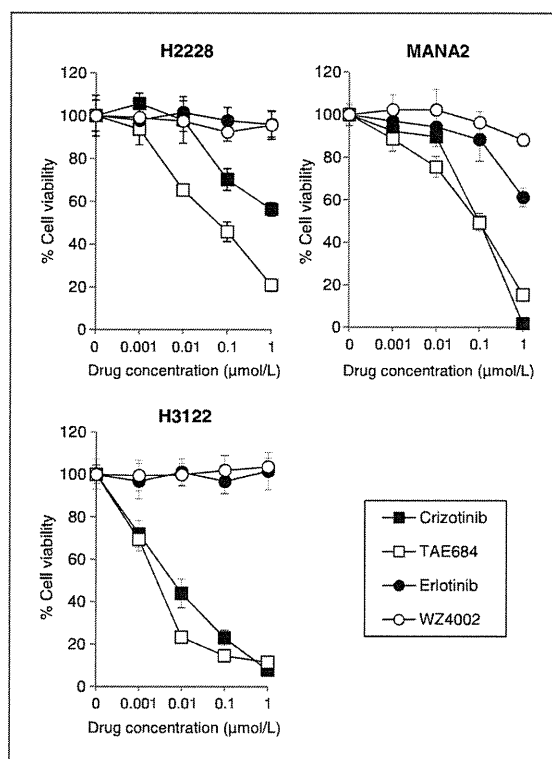 H2228
120
100
80
60
40
20
0
% Cell viability
0 0.001 0.01 0.1 1
Drug concentration (μmol/L)
MANA2
120
100
80
60
40
20
0
% Cell viability
0 0.001 0.01 0.1 1
Drug concentration (μmol/L)
H3122
120
100
80
60
40
20
0
% Cell viability
0 0.001 0.01 0.1 1
Drug concentration (μmol/L)
Crizotinib
TAE684
Erlotinib
WZ4002